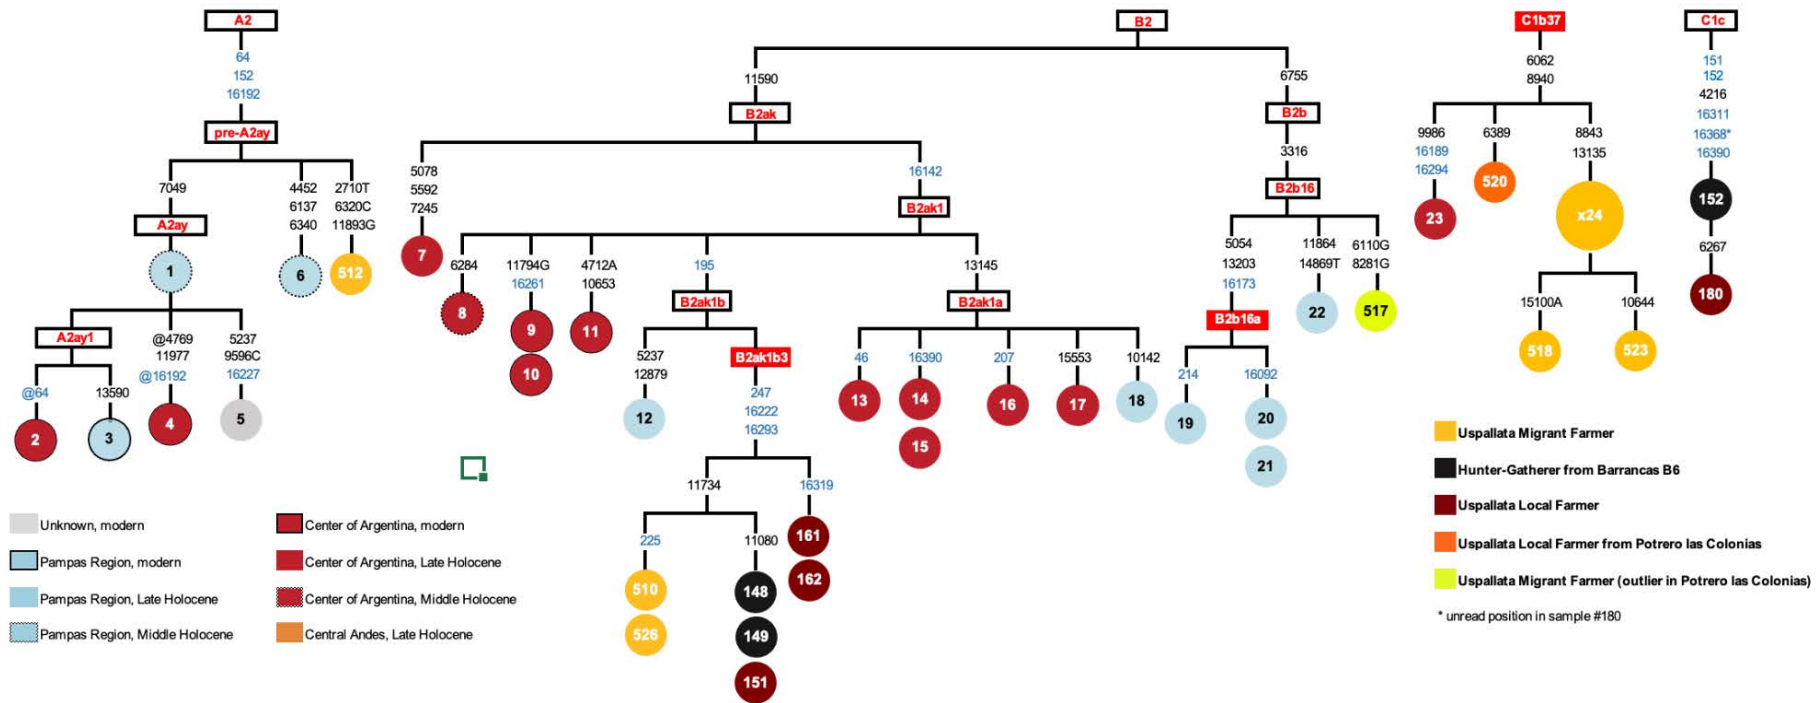 A2
64
152
16192
pre-A2ay
7049
A2ay
1
A2ay1
@64
2
13590
3
@4769
11977
@16192
4
5237
9596C
16227
5
4452
6137
6340
6
2710T
6320C
11893G
512
B2
11590
B2ak
5078
5592
7245
7
16142
B2ak1
6284
8
11794G
16261
9
10
4712A
10653
11
195
B2ak1b
5237
12879
12
B2ak1b3
247
16222
16293
11734
225
510
526
11080
148
149
151
16319
161
162
13145
B2ak1a
46
13
16390
14
15
207
16
15553
17
10142
18
6755
B2b
3316
B2b16
5054
13203
16173
B2b16a
214
19
16092
20
21
11864
14869T
22
6110G
8281G
517
C1b37
6062
8940
9986
16189
16294
23
6389
520
8843
13135
x24
15100A
518
10644
523
C1c
151
152
4216
16311
16368*
16390
152
6267
180
Unknown, modern
Pampas Region, modern
Pampas Region, Late Holocene
Pampas Region, Middle Holocene
Center of Argentina, modern
Center of Argentina, Late Holocene
Center of Argentina, Middle Holocene
Central Andes, Late Holocene
Uspallata Migrant Farmer
Hunter-Gatherer from Barrancas B6
Uspallata Local Farmer
Uspallata Local Farmer from Potrero las Colonias
Uspallata Migrant Farmer (outlier in Potrero las Colonias)
* unread position in sample #180